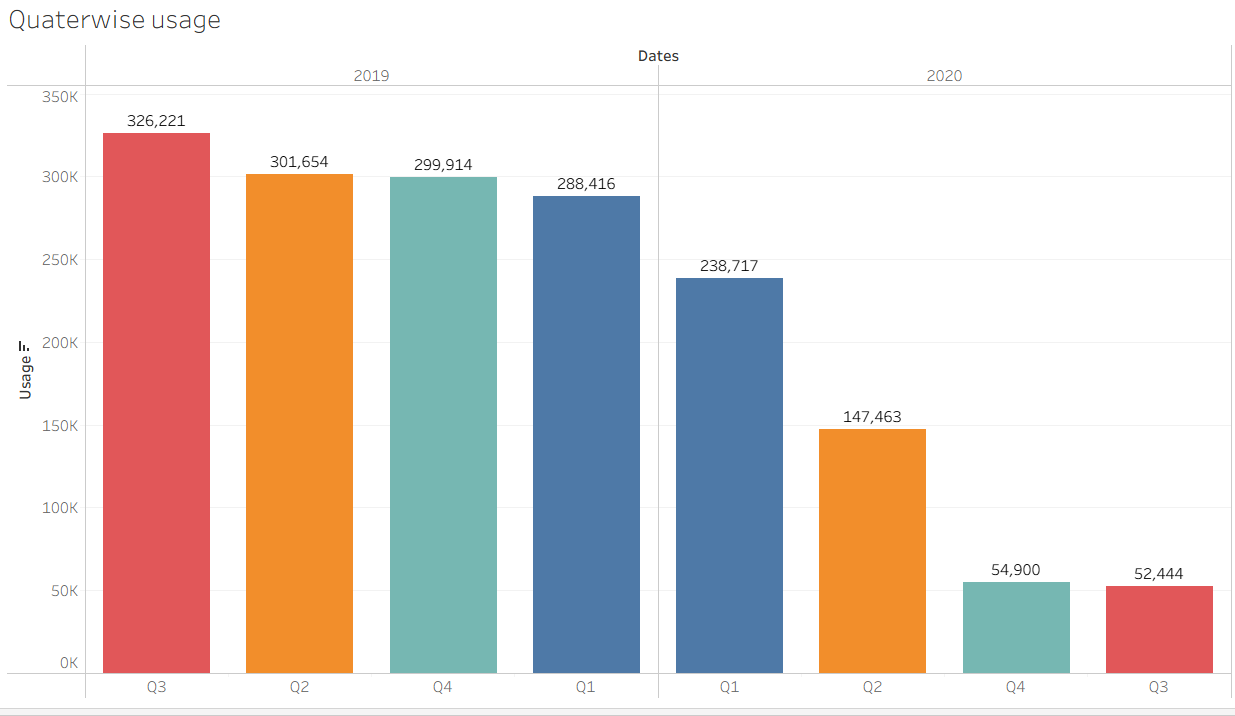 Quaterwise usage
Dates
2019
2020
350K
300K
250K
200K
150K
100K
50K
0K
Usage
326,221
301,654
299,914
288,416
238,717
147,463
54,900
52,444
Q3
Q2
Q4
Q1
Q1
Q2
Q4
Q3